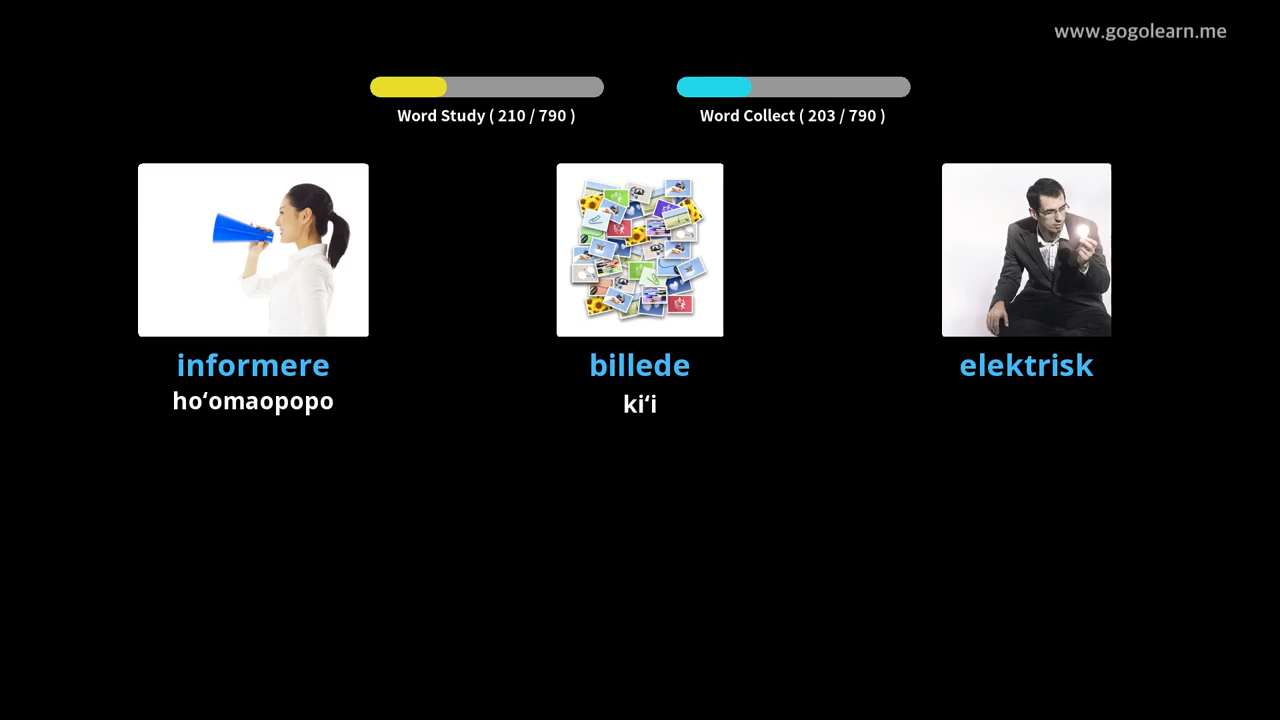 www.gogolearn.me
Word Study ( 210 / 790 )
Word Collect ( 203 / 790 )
informere
hoʻomaopopo
billede
kiʻi
elektrisk